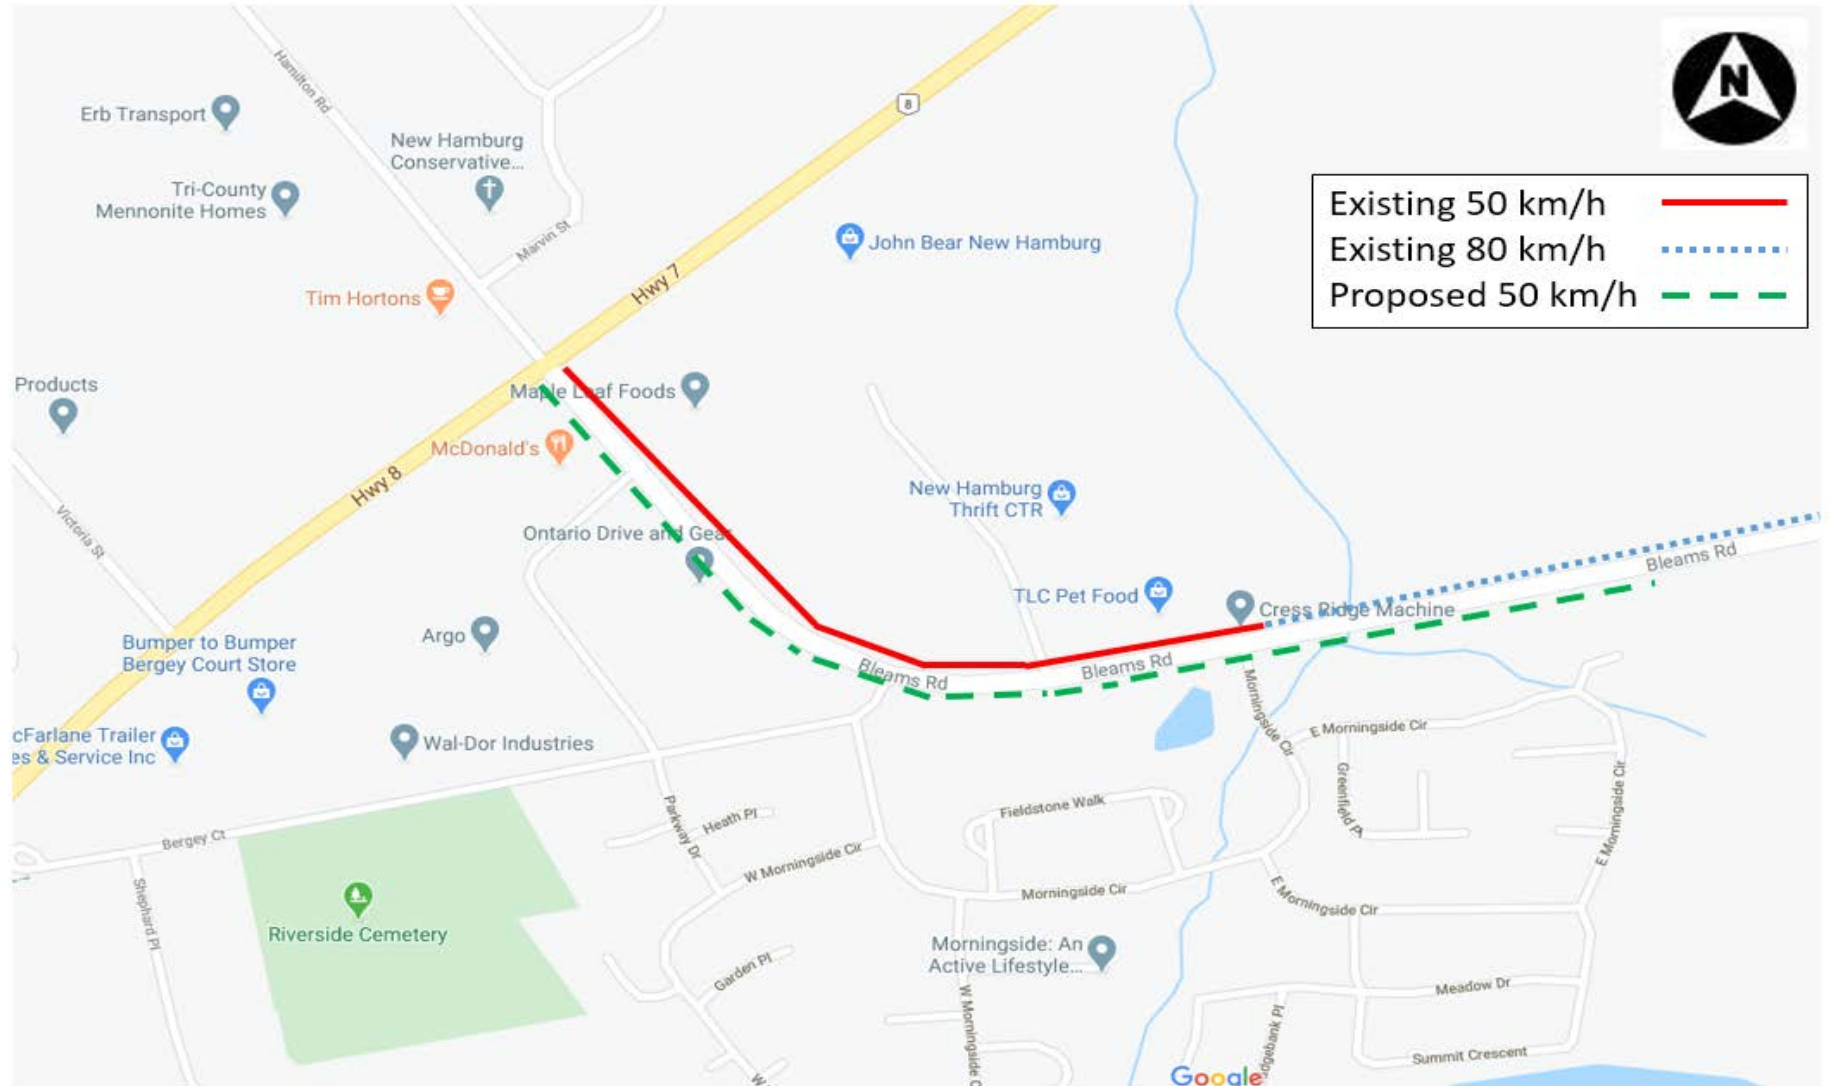 N
8
Hamilton Rd
Erb Transport
New Hamburg
Conservative...
Tri-County
Mennonite Homes
Marvin St
John Bear New Hamburg
Existing 50 km/h
Existing 80 km/h
Proposed 50 km/h
Tim Hortons
Hwy 7
Products
Maple Leaf Foods
McDonald's
Hwy 8
New Hamburg
Thrift CTR
Victoria St
Ontario Drive and Gear
Bleams Rd
TLC Pet Food
Cress Ridge Machine
Argo
Bumper to Bumper
Bergey Court Store
Bleams Rd
Bleams Rd
Morningside Cir
cFarlane Trailer
es & Service Inc
Wal-Dor Industries
E Morningside Cir
Greenfield Pl
E Morningside Cir
Fieldstone Walk
Parkway Dr
Heath Pl
Bergey Ct
W Morningside Cir
Morningside Cir
E Morningside Cir
Shephard Pl
Riverside Cemetery
Morningside: An
Active Lifestyle...
Garden Pl
W Morningside C
Meadow Dr
dgebank Pl
Summit Crescent
W
Google